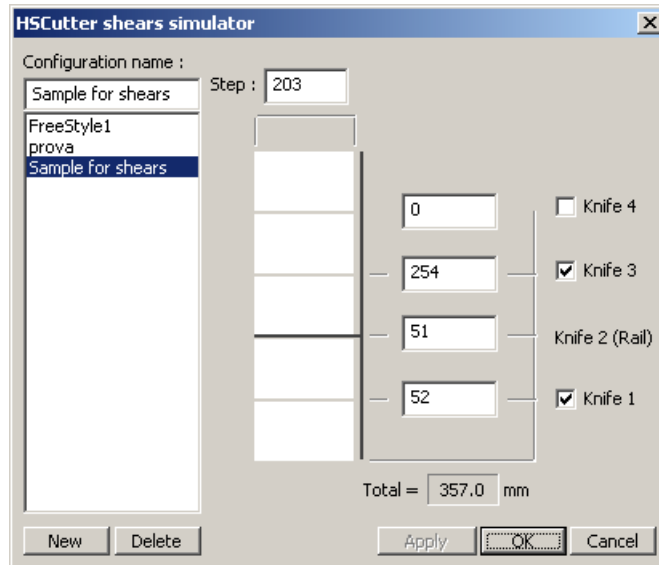 HSCutter shears simulator
Configuration name :
Step : 203
Sample for shears
FreeStyle1
prova
Sample for shears
0
Knife 4
254
Knife 3
51
Knife 2 (Rail)
52
Knife 1
Total = 357.0 mm
New Delete Apply OK Cancel